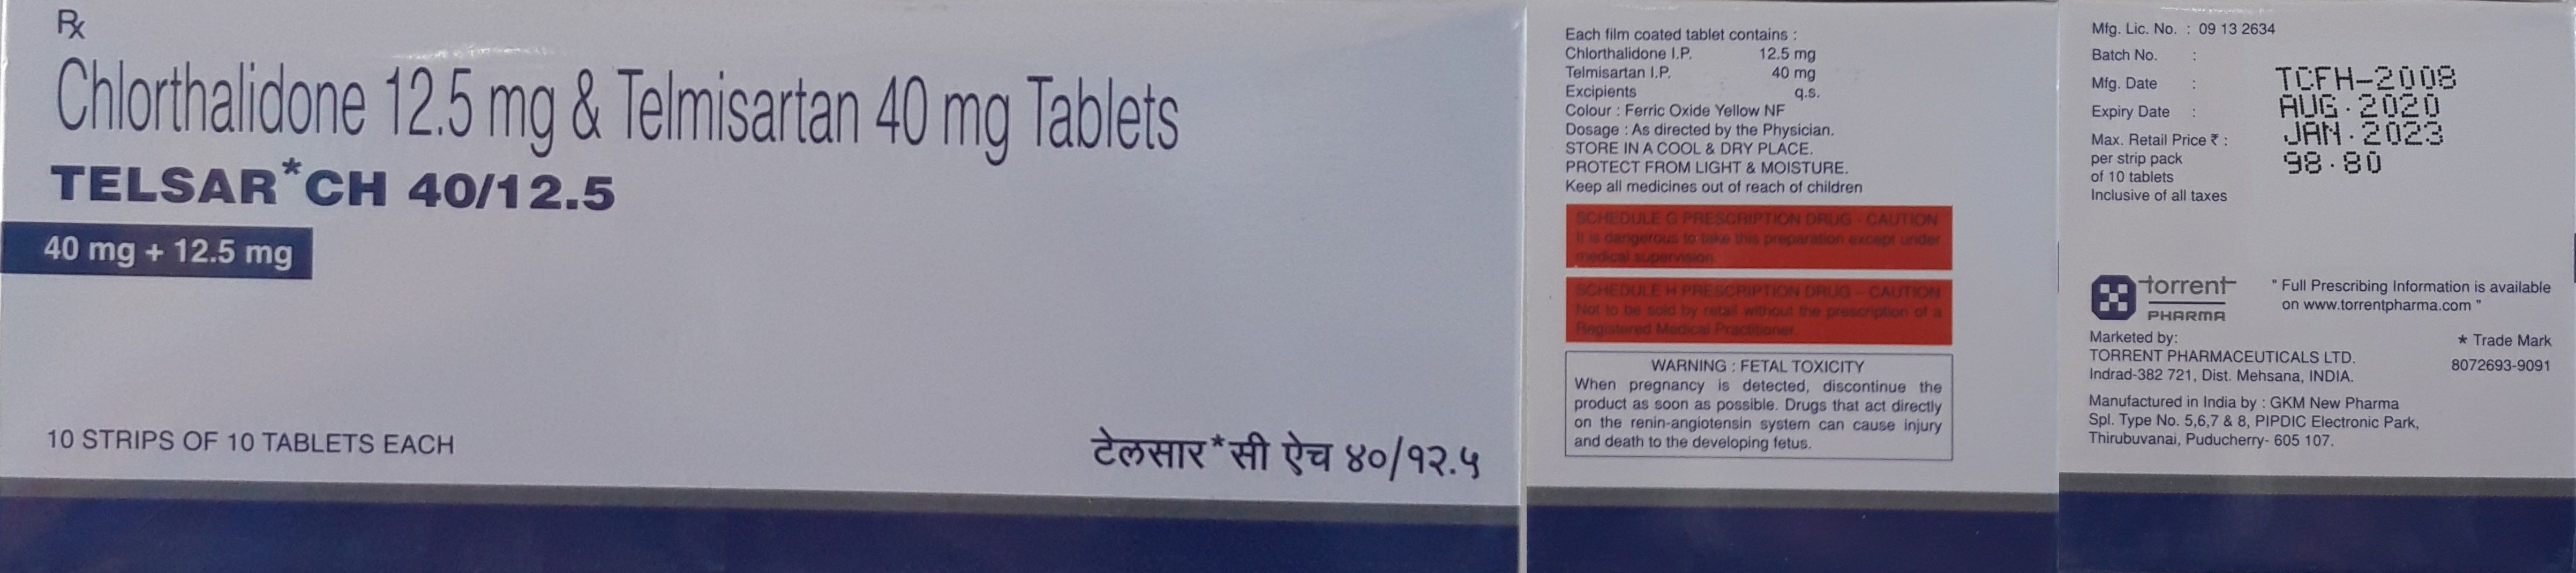 Rx
Chlorthalidone 12.5 mg & Telmisartan 40 mg Tablets
TELSAR*CH 40/12.5
40 mg + 12.5 mg
10 STRIPS OF 10 TABLETS EACH
टेलसार*सी ऐच ४०/१२.५
Each film coated tablet contains :
Chlorthalidone I.P. 12.5 mg
Telmisartan I.P. 40 mg
Excipients q.s.
Colour : Ferric Oxide Yellow NF
Dosage : As directed by the Physician.
STORE IN A COOL & DRY PLACE.
PROTECT FROM LIGHT & MOISTURE.
Keep all medicines out of reach of children
SCHEDULE G PRESCRIPTION DRUG - CAUTION
It is dangerous to take this preparation except under
medical supervision
SCHEDULE H PRESCRIPTION DRUG - CAUTION
Not to be sold by retail without the prescription of a
Registered Medical Practitioner.
WARNING : FETAL TOXICITY
When pregnancy is detected, discontinue the
product as soon as possible. Drugs that act directly
on the renin-angiotensin system can cause injury
and death to the developing fetus.
Mfg. Lic. No. : 09 13 2634
Batch No. : TCFH-2008
Mfg. Date : AUG.2020
Expiry Date : JAN.2023
Max. Retail Price ₹ : 98.80
per strip pack
of 10 tablets
Inclusive of all taxes
torrent
PHARMA
" Full Prescribing Information is available
on www.torrentpharma.com "
Marketed by:
TORRENT PHARMACEUTICALS LTD.
Indrad-382 721, Dist. Mehsana, INDIA.
* Trade Mark
8072693-9091
Manufactured in India by : GKM New Pharma
Spl. Type No. 5,6,7 & 8, PIPDIC Electronic Park,
Thirubuvanai, Puducherry- 605 107.